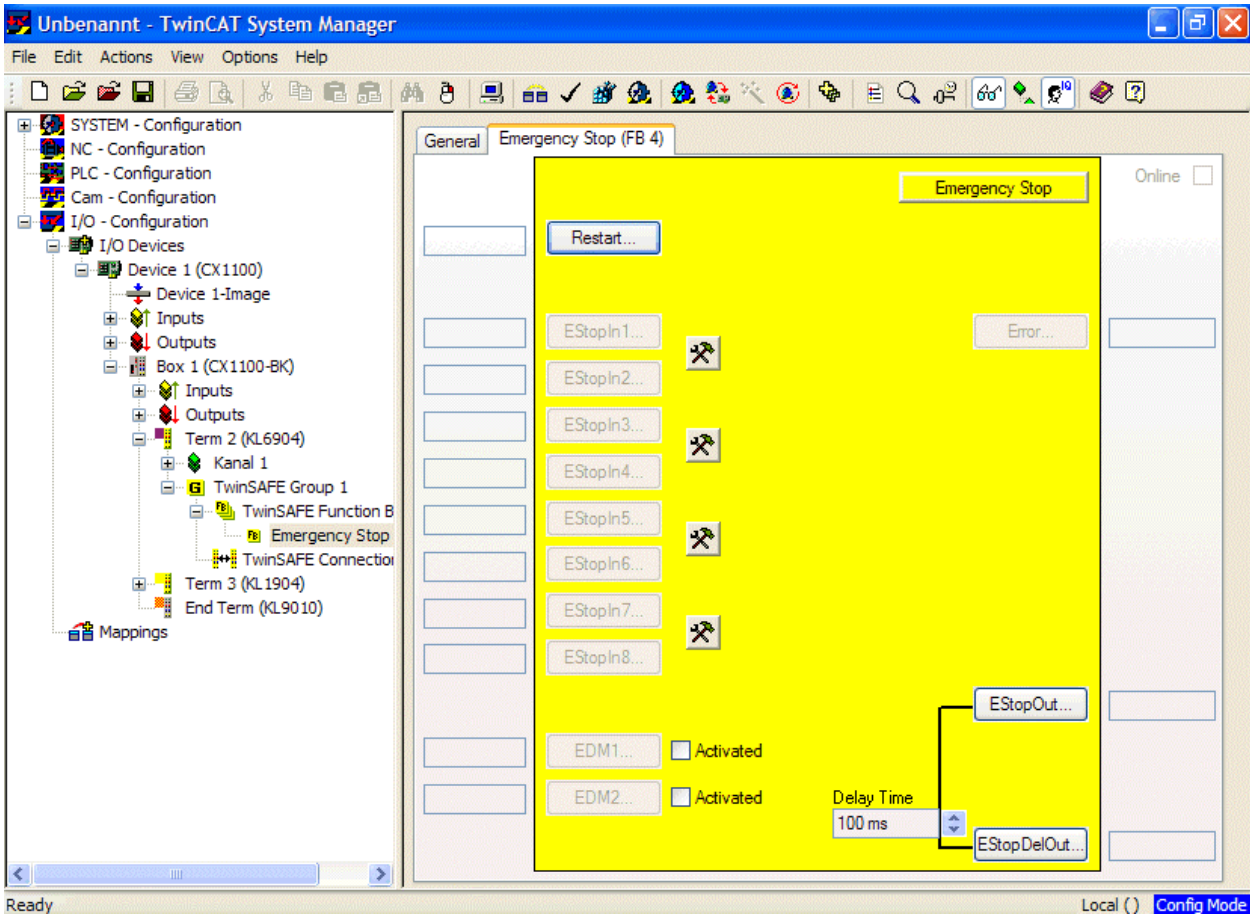 Unbenannt - TwinCAT System Manager
File Edit Actions View Options Help
SYSTEM - Configuration
NC - Configuration
PLC - Configuration
Cam - Configuration
I/O - Configuration
I/O Devices
Device 1 (CX1100)
Device 1-Image
Inputs
Outputs
Box 1 (CX1100-BK)
Inputs
Outputs
Term 2 (KL6904)
Kanal 1
G TwinSAFE Group 1
FB TwinSAFE Function B
FB Emergency Stop
TwinSAFE Connection
Term 3 (KL1904)
End Term (KL9010)
Mappings
General Emergency Stop (FB 4)
Emergency Stop
Online
Restart...
EStopIn1...
Error...
EStopIn2...
EStopIn3...
EStopIn4...
EStopIn5...
EStopIn6...
EStopIn7...
EStopIn8...
EStopOut...
EDM1... Activated
EDM2... Activated
Delay Time
100 ms
EStopDelOut...
Ready
Local () Config Mode